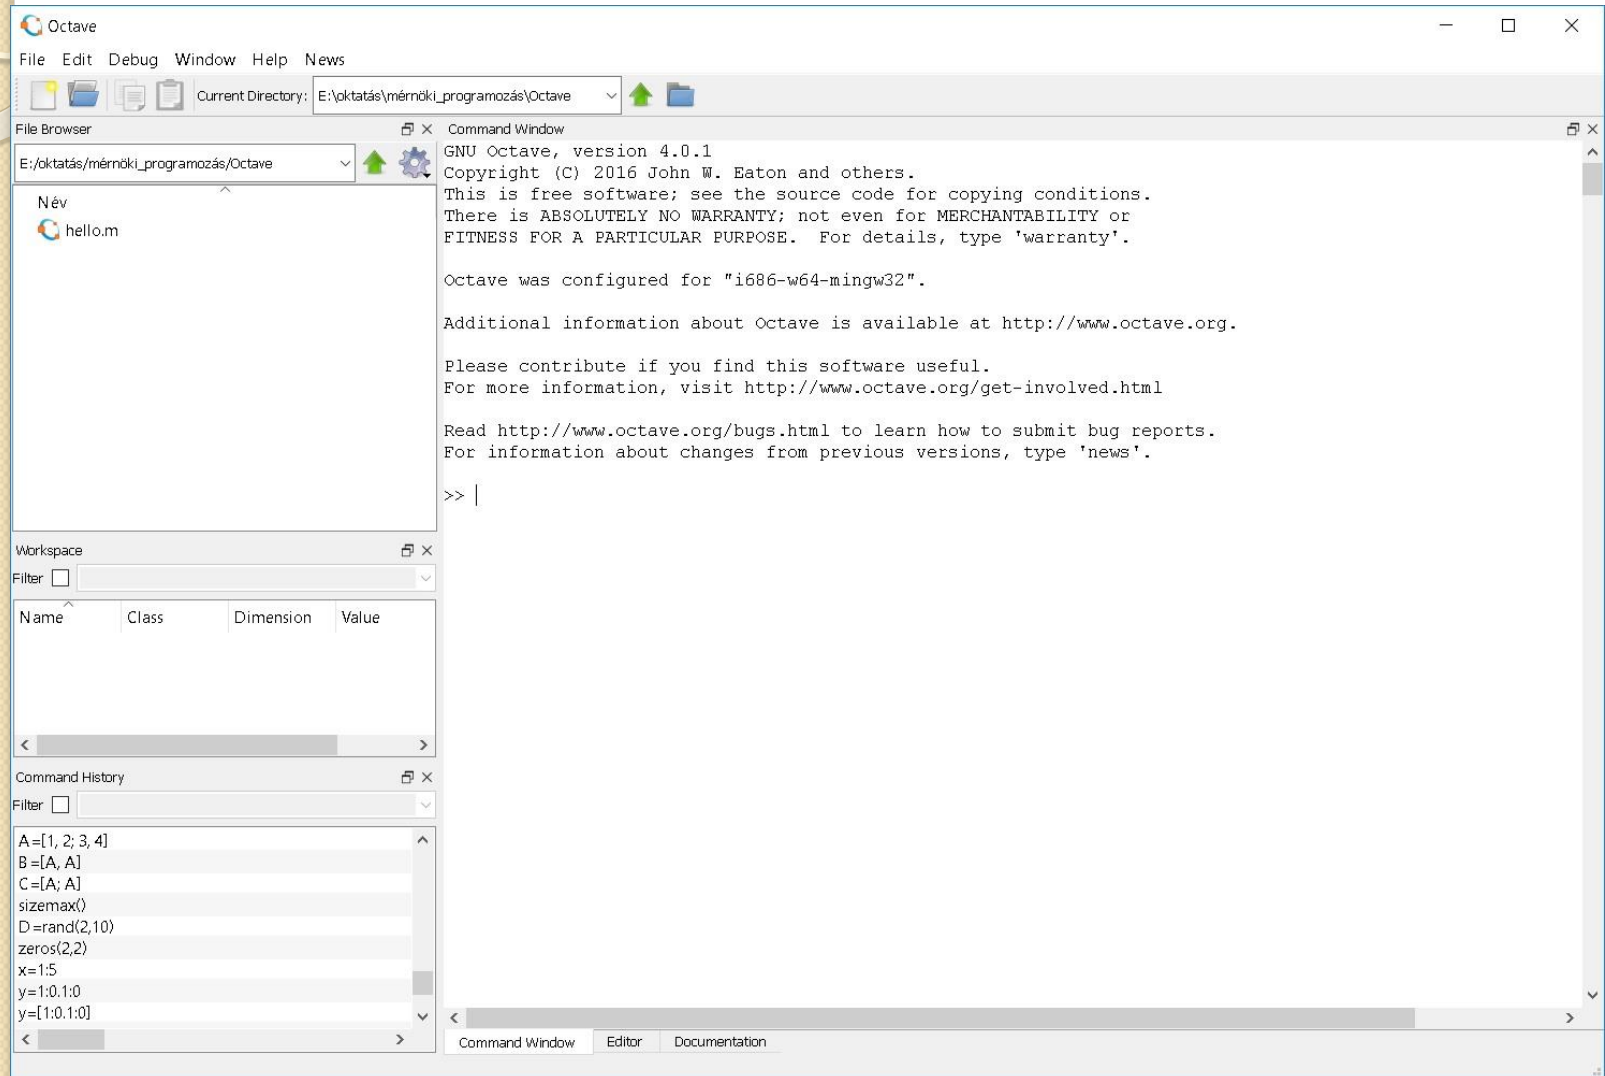 Octave
File Edit Debug Window Help News
Current Directory: E:\oktatás\mérnöki_programozás\Octave
File Browser
E:/oktatás/mérnöki_programozás/Octave
Név
hello.m
Workspace
Filter
Name Class Dimension Value
Command History
Filter
A=[1, 2; 3, 4]
B=[A, A]
C=[A; A]
sizemax()
D=rand(2,10)
zeros(2,2)
x=1:5
y=1:0.1:0
y=[1:0.1:0]
Command Window
GNU Octave, version 4.0.1
Copyright (C) 2016 John W. Eaton and others.
This is free software; see the source code for copying conditions.
There is ABSOLUTELY NO WARRANTY; not even for MERCHANTABILITY or
FITNESS FOR A PARTICULAR PURPOSE.  For details, type 'warranty'.
Octave was configured for "i686-w64-mingw32".
Additional information about Octave is available at http://www.octave.org.
Please contribute if you find this software useful.
For more information, visit http://www.octave.org/get-involved.html
Read http://www.octave.org/bugs.html to learn how to submit bug reports.
For information about changes from previous versions, type 'news'.
>>
Command Window Editor Documentation